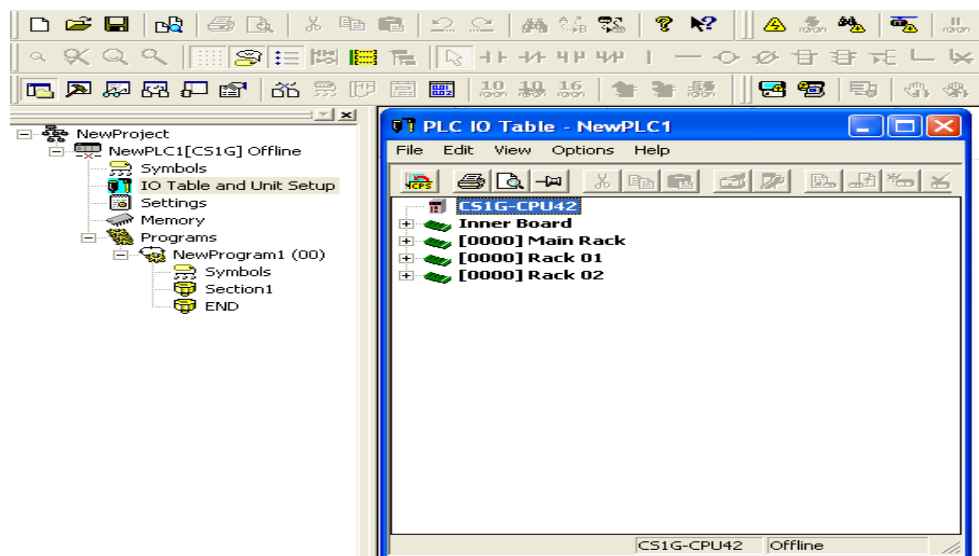 NewProject
NewPLC1[CS1G] Offline
Symbols
IO Table and Unit Setup
Settings
Memory
Programs
NewProgram1 (00)
Symbols
Section1
END
PLC IO Table - NewPLC1
File Edit View Options Help
CS1G-CPU42
Inner Board
[0000] Main Rack
[0000] Rack 01
[0000] Rack 02
CS1G-CPU42 Offline